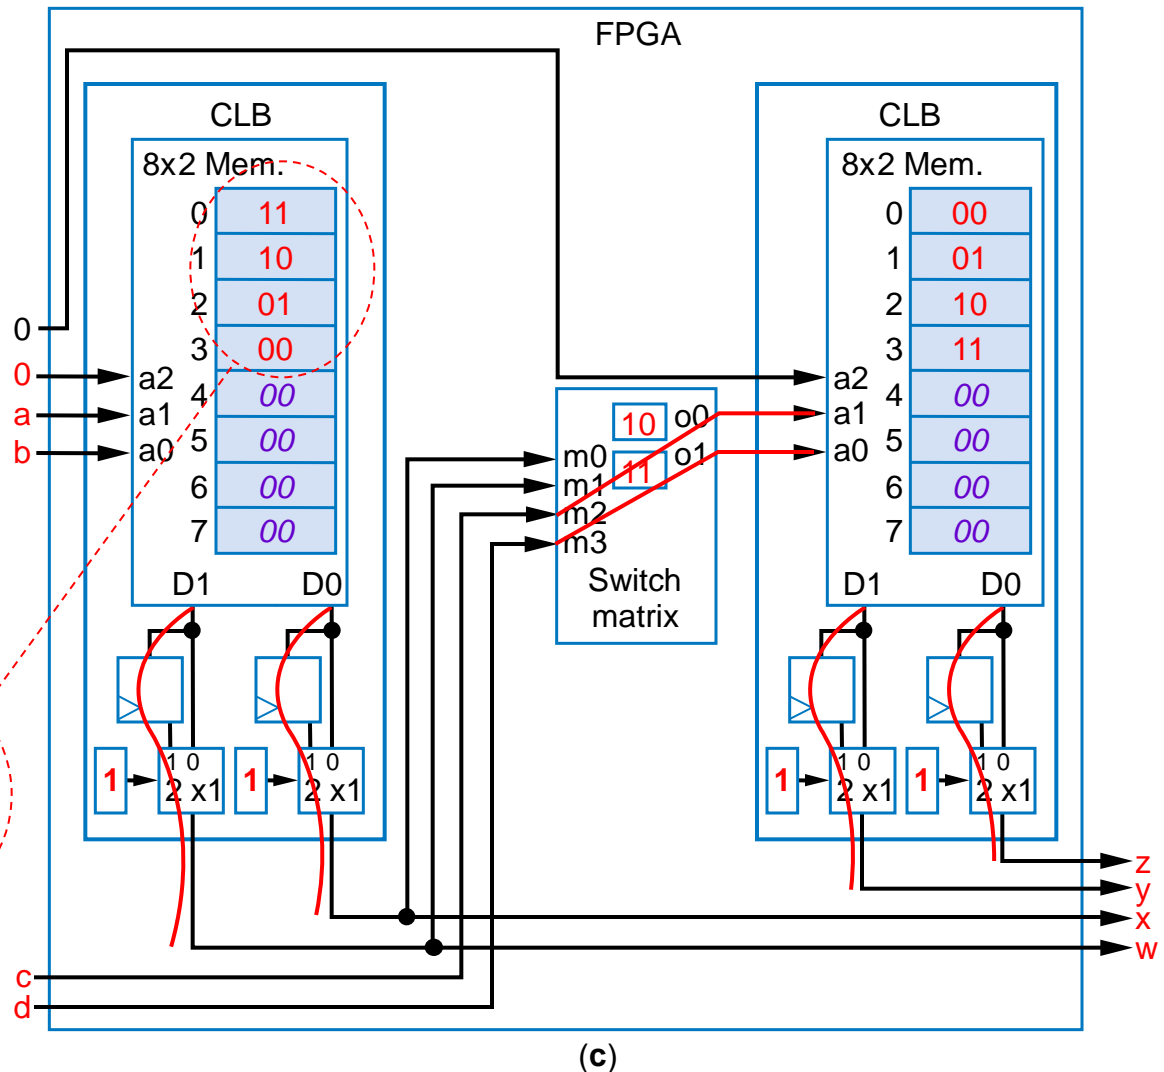 FPGA
CLB
8x2 Mem.
0 11
1 10
2 01
3 00
4 00
5 00
6 00
7 00
0
0
a
b
a2
a1
a0
D1 D0
1 0
2x1
1
1 0
2x1
1
10 o0
11 o1
m0
m1
m2
m3
Switch
matrix
CLB
8x2 Mem.
0 00
1 01
2 10
3 11
4 00
5 00
6 00
7 00
a2
a1
a0
D1 D0
1 0
2x1
1
1 0
2x1
1
z
y
x
w
c
d
(c)